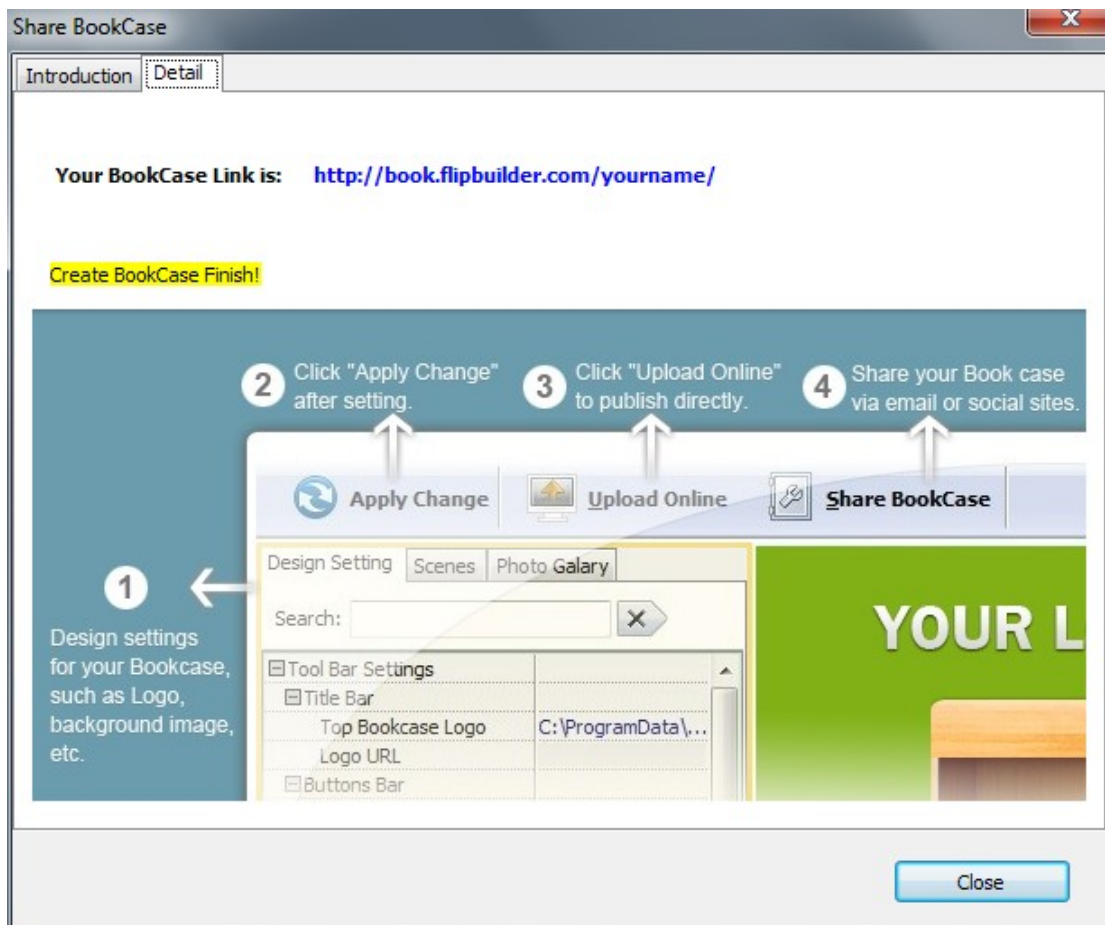 Share BookCase
Introduction
Detail
Your BookCase Link is: http://book.flipbuilder.com/yourname/
Create BookCase Finish!
2 Click "Apply Change"
after setting.
3 Click "Upload Online"
to publish directly.
4 Share your Book case
via email or social sites.
Apply Change
Upload Online
Share BookCase
1
Design settings
for your Bookcase,
such as Logo,
background image,
etc.
Design Setting
Scenes
Photo Galary
Search:
Tool Bar Settings
Title Bar
Top Bookcase Logo C:\ProgramData\...
Logo URL
Buttons Bar
YOUR L
Close